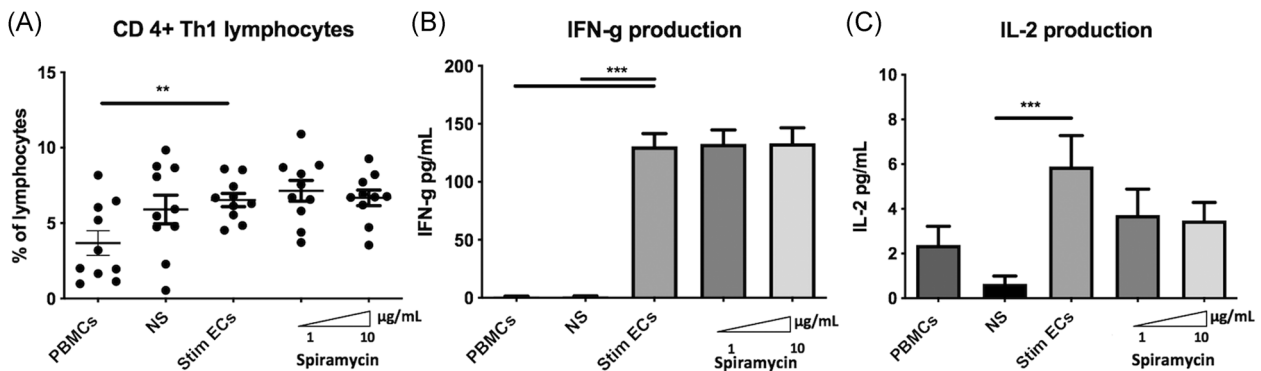 (A)
CD 4+ Th1 lymphocytes
% of lymphocytes
15
10
5
0
**
PBMCs
NS
Stim ECs
1
10
µg/mL
Spiramycin
(B)
IFN-g production
IFN-g pg/mL
200
150
100
50
0
***
PBMCs
NS
Stim ECs
1
10
µg/mL
Spiramycin
(C)
IL-2 production
IL-2 pg/mL
10
8
6
4
2
0
***
PBMCs
NS
Stim ECs
1
10
µg/mL
Spiramycin